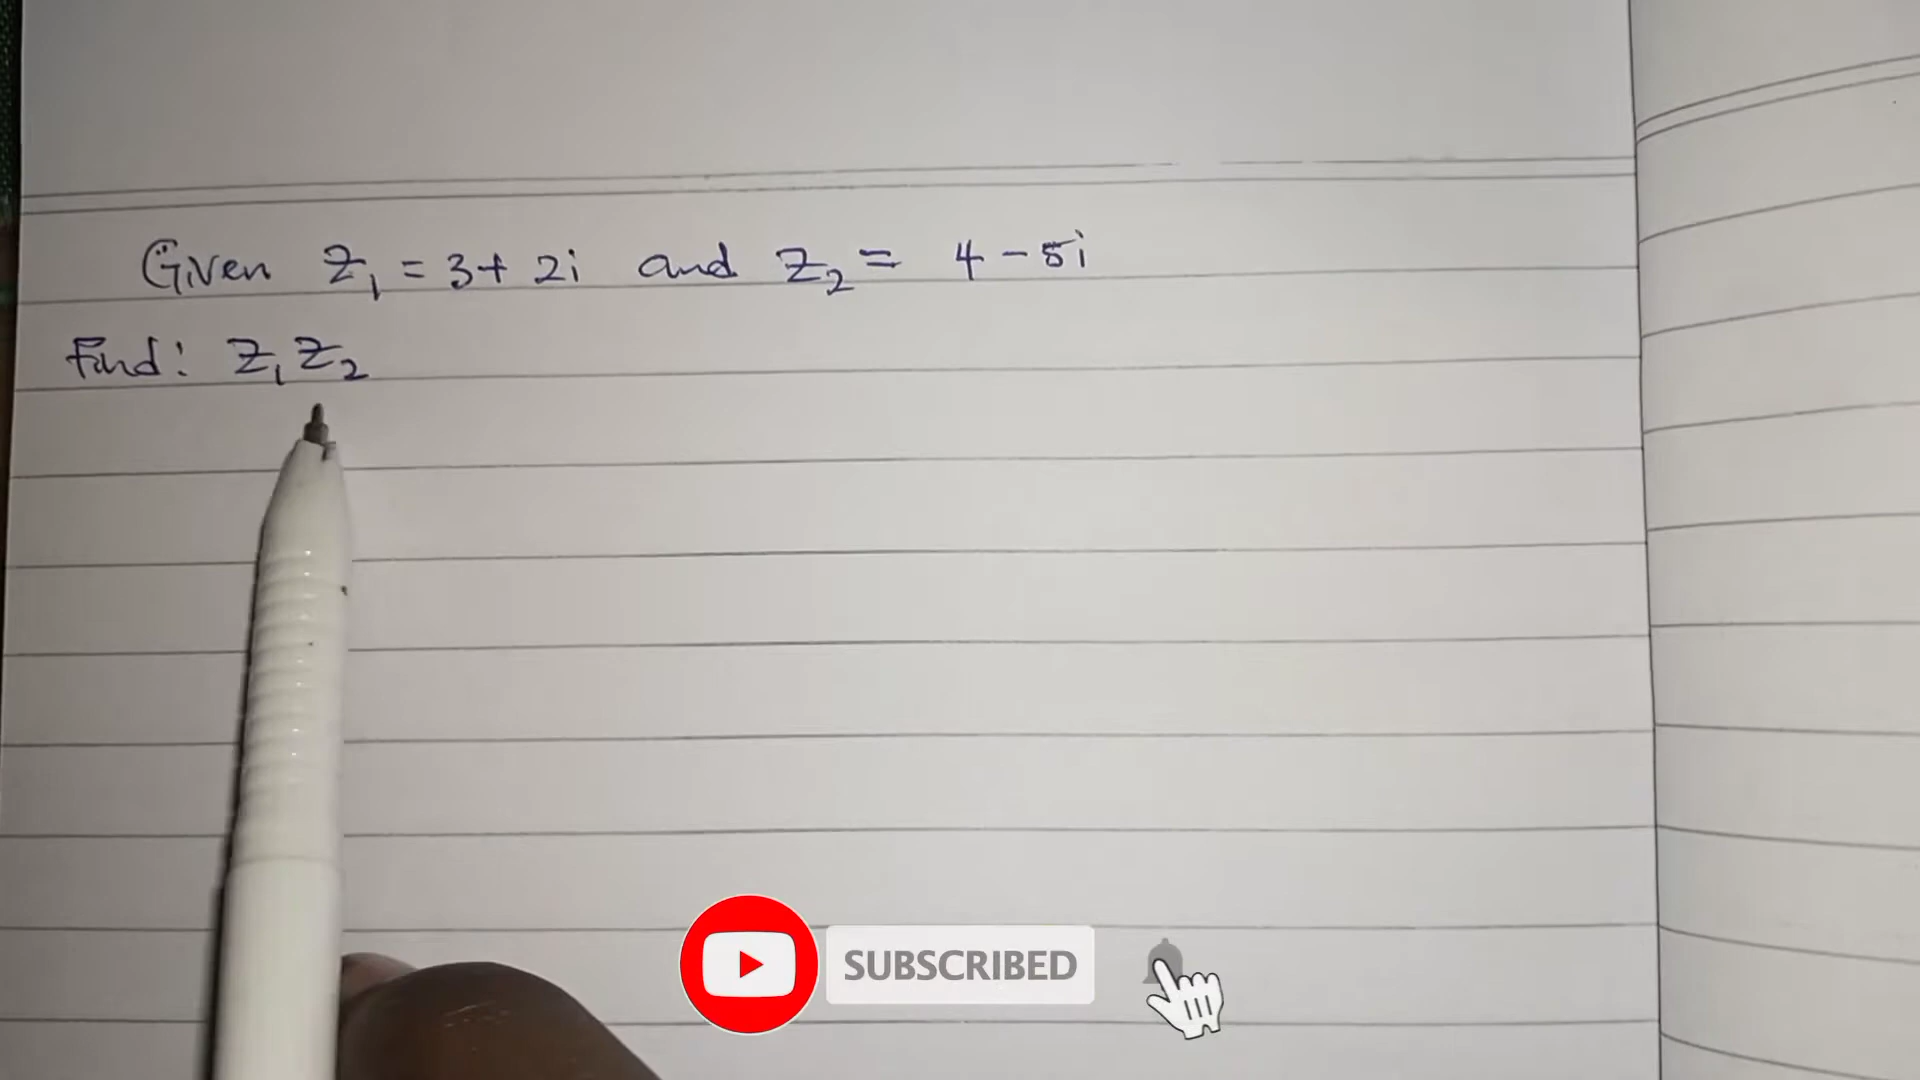 Given Z₁ = 3 + 2i and Z₂ = 4 - 5i
Find: Z₁Z₂
SUBSCRIBED